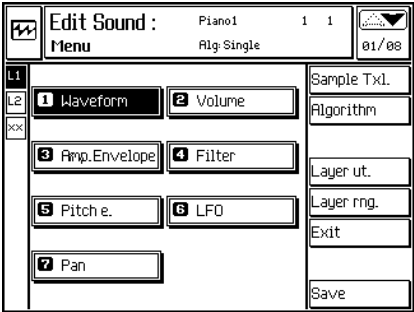 Edit Sound : Piano1 1 1
Menu Alg:Single 01/08
L1
L2
××
1 Waveform 2 Volume
3 Amp.Envelope 4 Filter
5 Pitch e. 6 LFO
7 Pan
Sample Txl.
Algorithm
Layer ut.
Layer rng.
Exit
Save